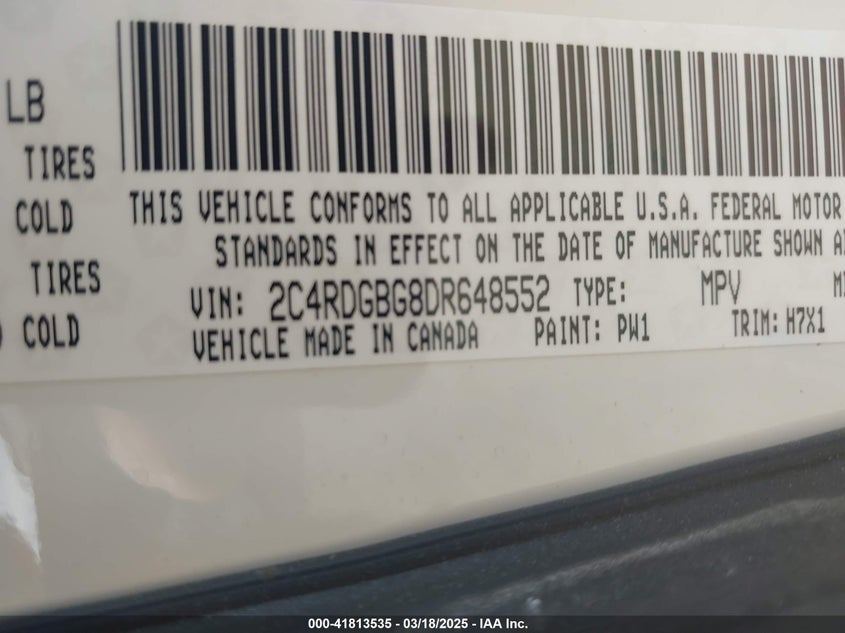 LB
TIRES
COLD
TIRES
COLD
THIS VEHICLE CONFORMS TO ALL APPLICABLE U.S.A. FEDERAL MOTOR
STANDARDS IN EFFECT ON THE DATE OF MANUFACTURE SHOWN
VIN: 2C4RDGBG8DR648552 TYPE: MPV
VEHICLE MADE IN CANADA PAINT: PW1 TRIM: H7X1
000-41813535 - 03/18/2025 - IAA Inc.